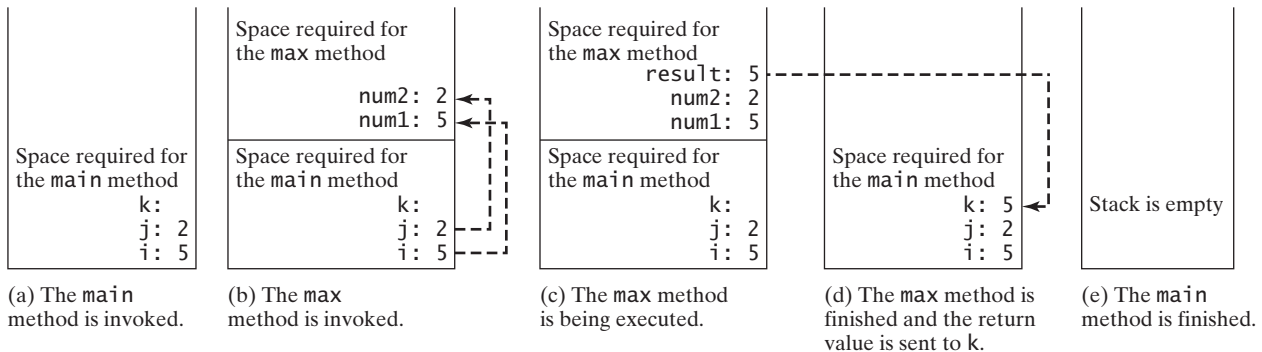 Space required for
the main method
k:
j: 2
i: 5
(a) The main
method is invoked.
Space required for
the max method
num2: 2
num1: 5
Space required for
the main method
k:
j: 2
i: 5
(b) The max
method is invoked.
Space required for
the max method
result: 5
num2: 2
num1: 5
Space required for
the main method
k:
j: 2
i: 5
(c) The max method
is being executed.
Space required for
the main method
k: 5
j: 2
i: 5
(d) The max method is
finished and the return
value is sent to k.
Stack is empty
(e) The main
method is finished.